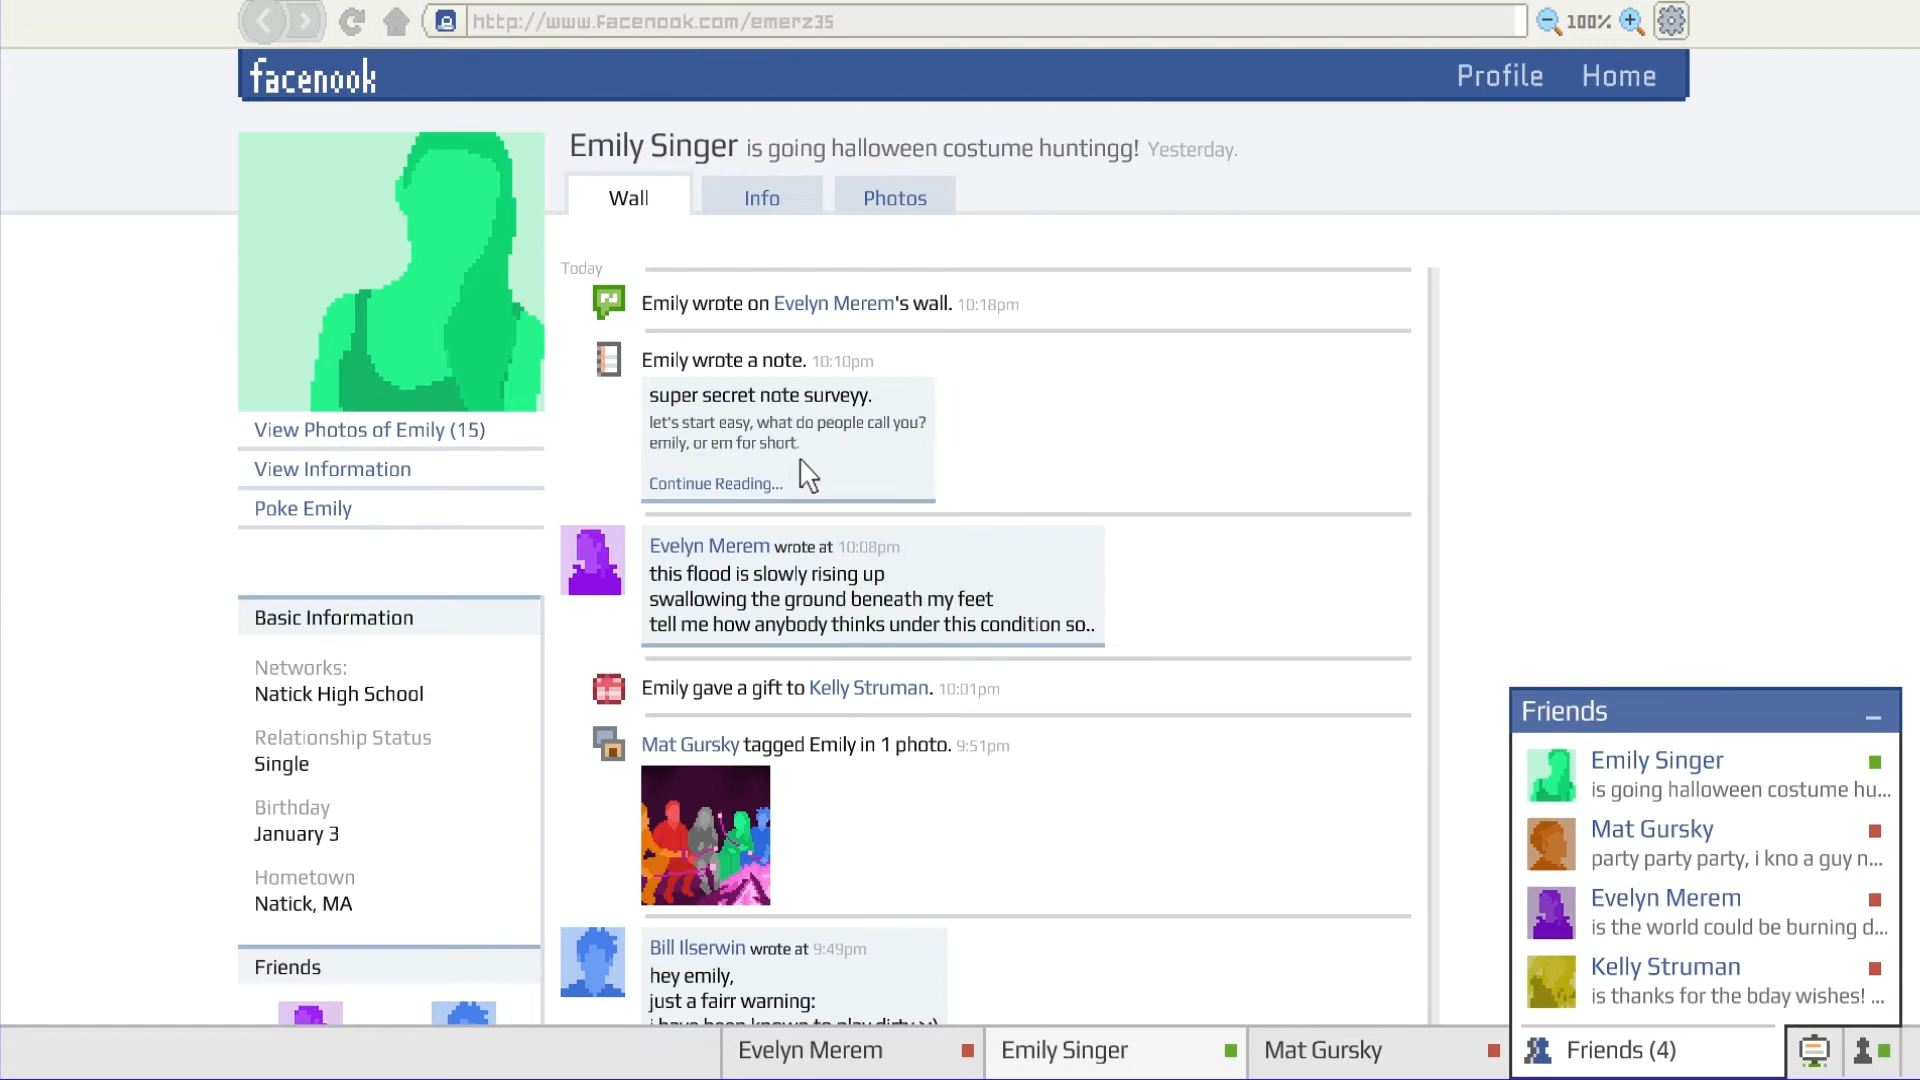 http://www.facenook.com/emerz35
100%
facenook
Profile
Home
Emily Singer is going halloween costume huntingg! Yesterday.
Wall
Info
Photos
View Photos of Emily (15)
View Information
Poke Emily
Basic Information
Networks:
Natick High School
Relationship Status
Single
Birthday
January 3
Hometown
Natick, MA
Friends
Today
Emily wrote on Evelyn Merem's wall. 10:18pm
Emily wrote a note. 10:10pm
super secret note surveyy.
let's start easy, what do people call you?
emily, or em for short.
Continue Reading...
Evelyn Merem wrote at 10:08pm
this flood is slowly rising up
swallowing the ground beneath my feet
tell me how anybody thinks under this condition so..
Emily gave a gift to Kelly Struman. 10:01pm
Mat Gursky tagged Emily in 1 photo. 9:51pm
Bill Ilserwin wrote at 9:49pm
hey emily,
just a fairr warning:
i have been known to play dirty
Friends
Emily Singer
is going halloween costume hu...
Mat Gursky
party party party, i kno a guy n...
Evelyn Merem
is the world could be burning d...
Kelly Struman
is thanks for the bday wishes! ...
Evelyn Merem
Emily Singer
Mat Gursky
Friends (4)